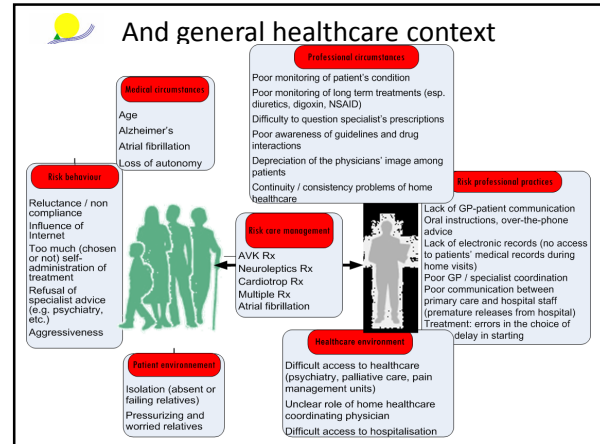 And general healthcare context
Professional circumstances
Poor monitoring of patient's condition
Poor monitoring of long term treatments (esp.
diuretics, digoxin, NSAID)
Difficulty to question specialist's prescriptions
Poor awareness of guidelines and drug
interactions
Depreciation of the physicians' image among
patients
Continuity / consistency problems of home
healthcare
Medical circumstances
Age
Alzheimer's
Atrial fibrillation
Loss of autonomy
Risk behaviour
Reluctance / non
compliance
Influence of
Internet
Too much (chosen
or not) self-
administration of
treatment
Refusal of
specialist advice
(e.g. psychiatry,
etc.)
Aggressiveness
Risk care management
AVK Rx
Neuroleptics Rx
Cardiotrop Rx
Multiple Rx
Atrial fibrillation
Risk professional practices
Lack of GP-patient communication
Oral instructions, over-the-phone
advice
Lack of electronic records (no access
to patients' medical records during
home visits)
Poor GP / specialist coordination
Poor communication between
primary care and hospital staff
(premature releases from hospital)
Treatment: errors in the choice of
delay in starting
Patient environnement
Isolation (absent or
failing relatives)
Pressurizing and
worried relatives
Healthcare environment
Difficult access to healthcare
(psychiatry, palliative care, pain
management units)
Unclear role of home healthcare
coordinating physician
Difficult access to hospitalisation